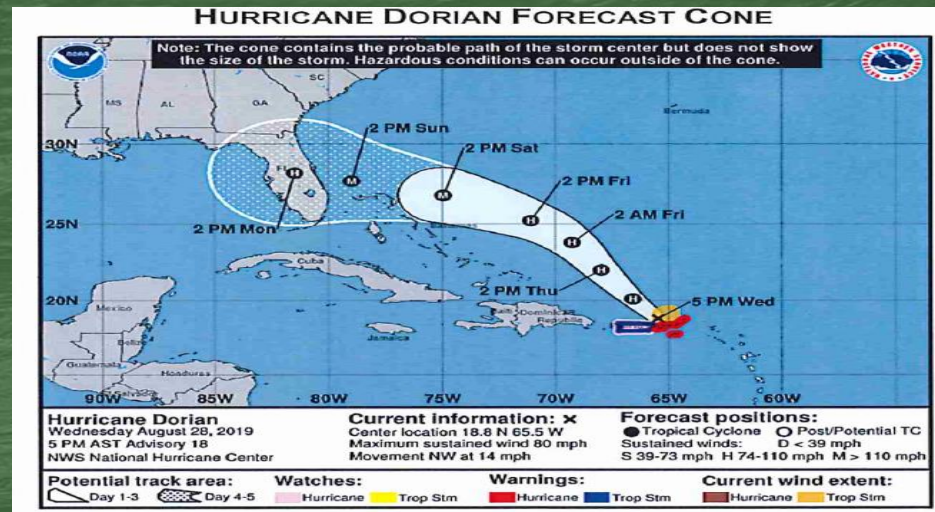 HURRICANE DORIAN FORECAST CONE
Note: The cone contains the probable path of the storm center but does not show
the size of the storm. Hazardous conditions can occur outside of the cone.
NOAA
SC
MS
AL
GA
Bermuda
30N
2 PM Sun
2 PM Sat
FL
M
M
H
2 PM Fri
H
2 AM Fri
H
25N
2 PM Mon
Bahamas
H
Cuba
2 PM Thu
H
5 PM Wed
20N
Mexico
Haiti
Dominican
Republic
Jamaica
Belize
Guatemala
Honduras
90W
85W
80W
75W
70W
65W
60W
Hurricane Dorian
Wednesday August 28, 2019
5 PM AST Advisory 18
NWS National Hurricane Center
Current information: x
Center location 18.8 N 65.5 W
Maximum sustained wind 80 mph
Movement NW at 14 mph
Forecast positions:
Tropical Cyclone Post/Potential TC
Sustained winds: D < 39 mph
S 39-73 mph H 74-110 mph M > 110 mph
Potential track area:
Day 1-3 Day 4-5
Watches:
Hurricane Trop Stm
Warnings:
Hurricane Trop Stm
Current wind extent:
Hurricane Trop Stm